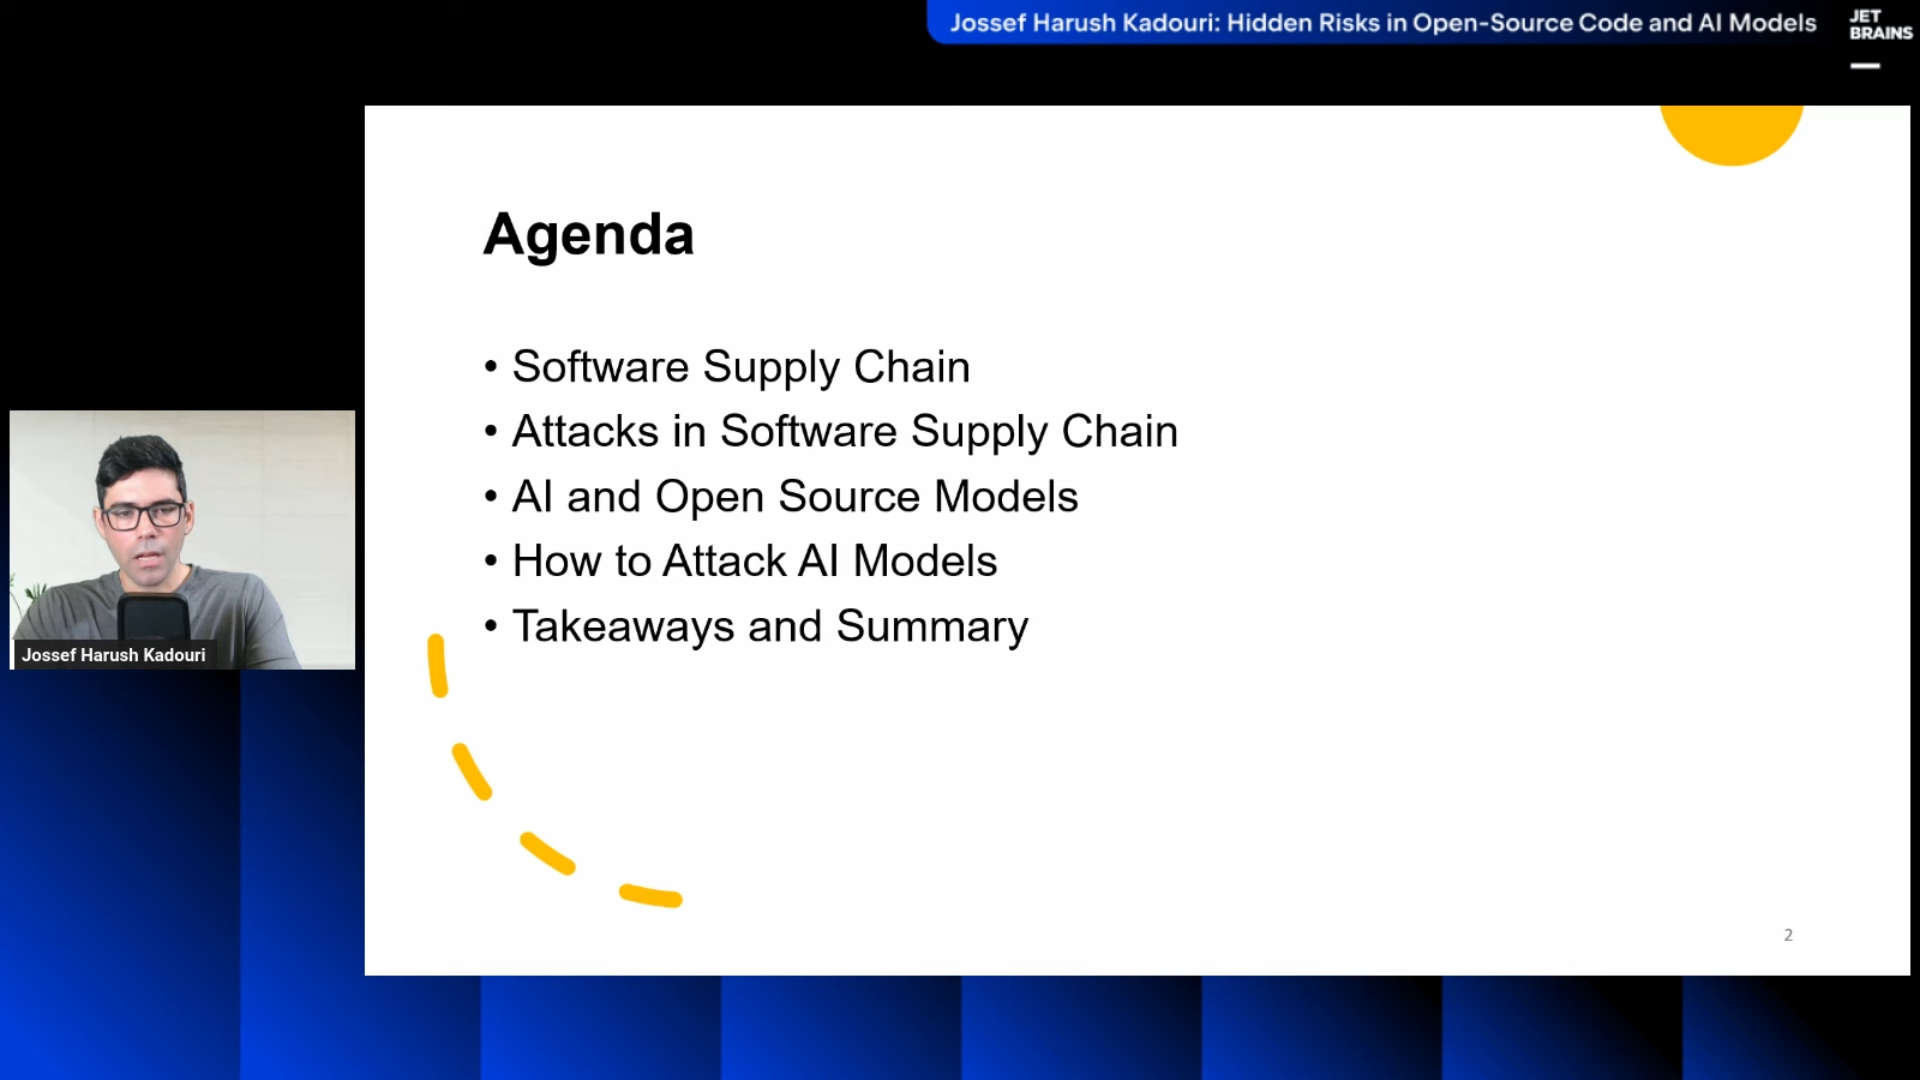 Jossef Harush Kadouri: Hidden Risks in Open-Source Code and AI Models
JET
BRAINS
Agenda
• Software Supply Chain
• Attacks in Software Supply Chain
• AI and Open Source Models
• How to Attack AI Models
• Takeaways and Summary
Jossef Harush Kadouri
2